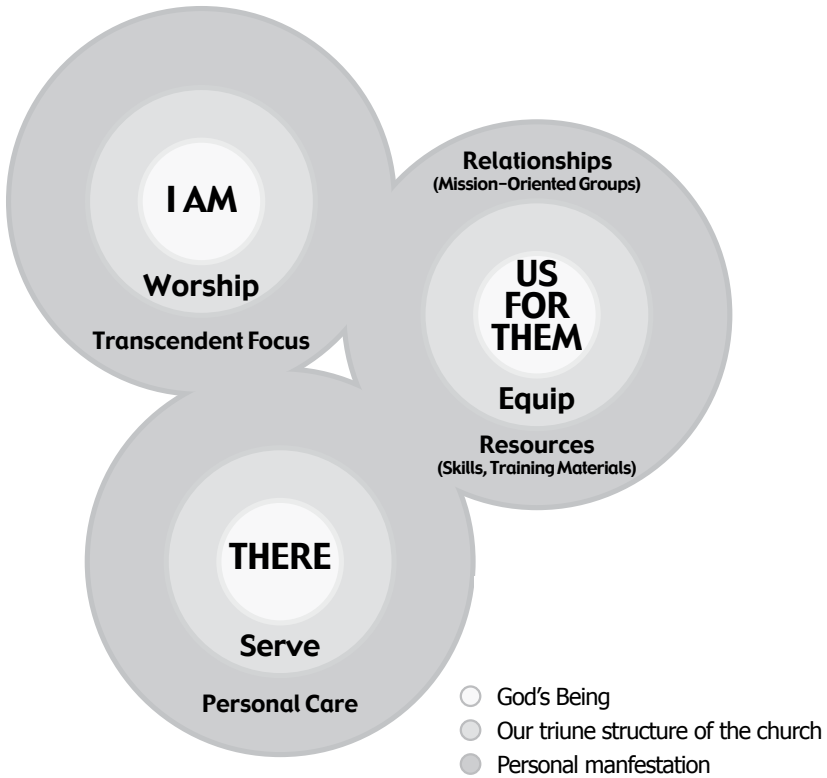 I AM
Worship
Transcendent Focus
Relationships
(Mission-Oriented Groups)
US
FOR
THEM
Equip
Resources
(Skills, Training Materials)
THERE
Serve
Personal Care
God's Being
Our triune structure of the church
Personal manfestation